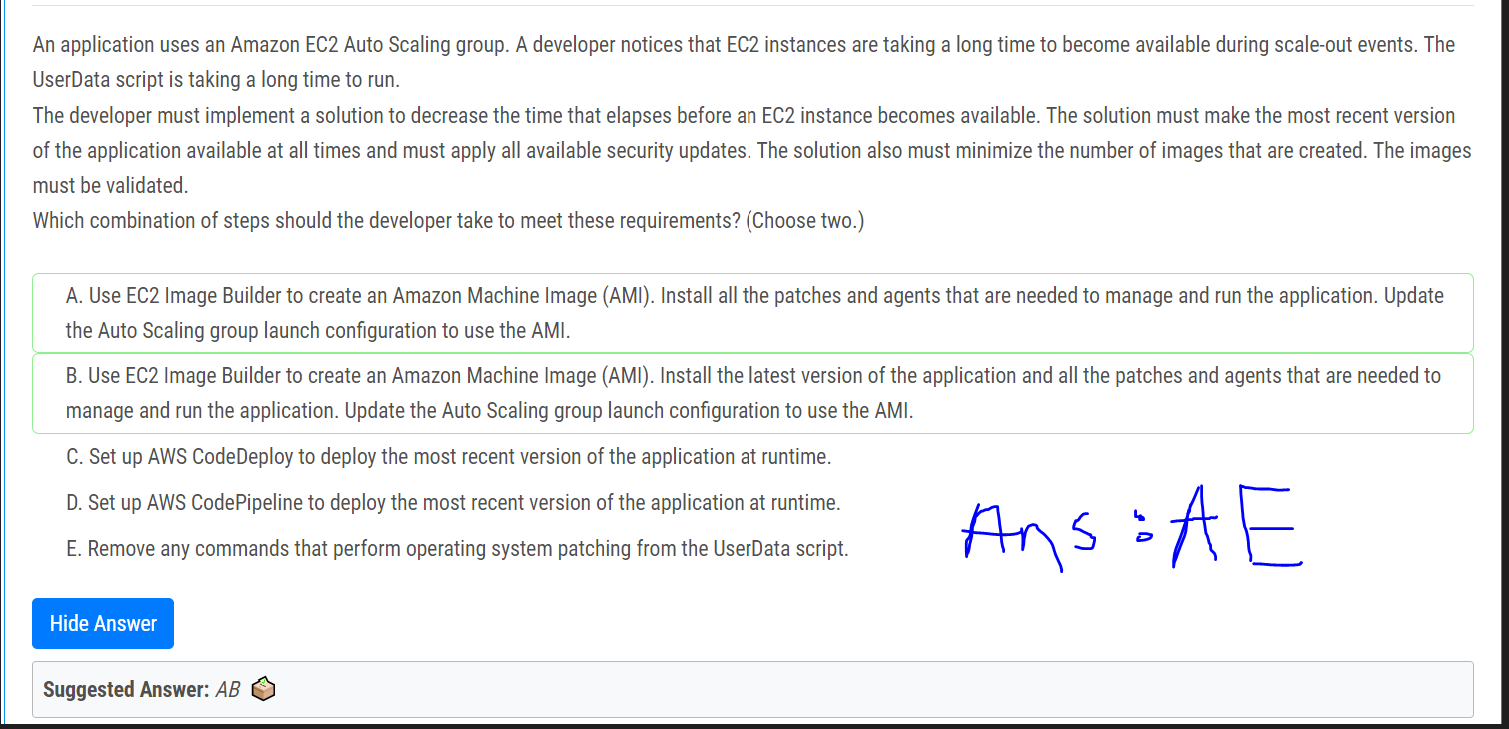 An application uses an Amazon EC2 Auto Scaling group. A developer notices that EC2 instances are taking a long time to become available during scale-out events. The
UserData script is taking a long time to run.
The developer must implement a solution to decrease the time that elapses before an EC2 instance becomes available. The solution must make the most recent version
of the application available at all times and must apply all available security updates. The solution also must minimize the number of images that are created. The images
must be validated.
Which combination of steps should the developer take to meet these requirements? (Choose two.)
A. Use EC2 Image Builder to create an Amazon Machine Image (AMI). Install all the patches and agents that are needed to manage and run the application. Update
the Auto Scaling group launch configuration to use the AMI.
B. Use EC2 Image Builder to create an Amazon Machine Image (AMI). Install the latest version of the application and all the patches and agents that are needed to
manage and run the application. Update the Auto Scaling group launch configuration to use the AMI.
C. Set up AWS CodeDeploy to deploy the most recent version of the application at runtime.
D. Set up AWS CodePipeline to deploy the most recent version of the application at runtime.
E. Remove any commands that perform operating system patching from the UserData script.
Ans : AE
Hide Answer
Suggested Answer: AB